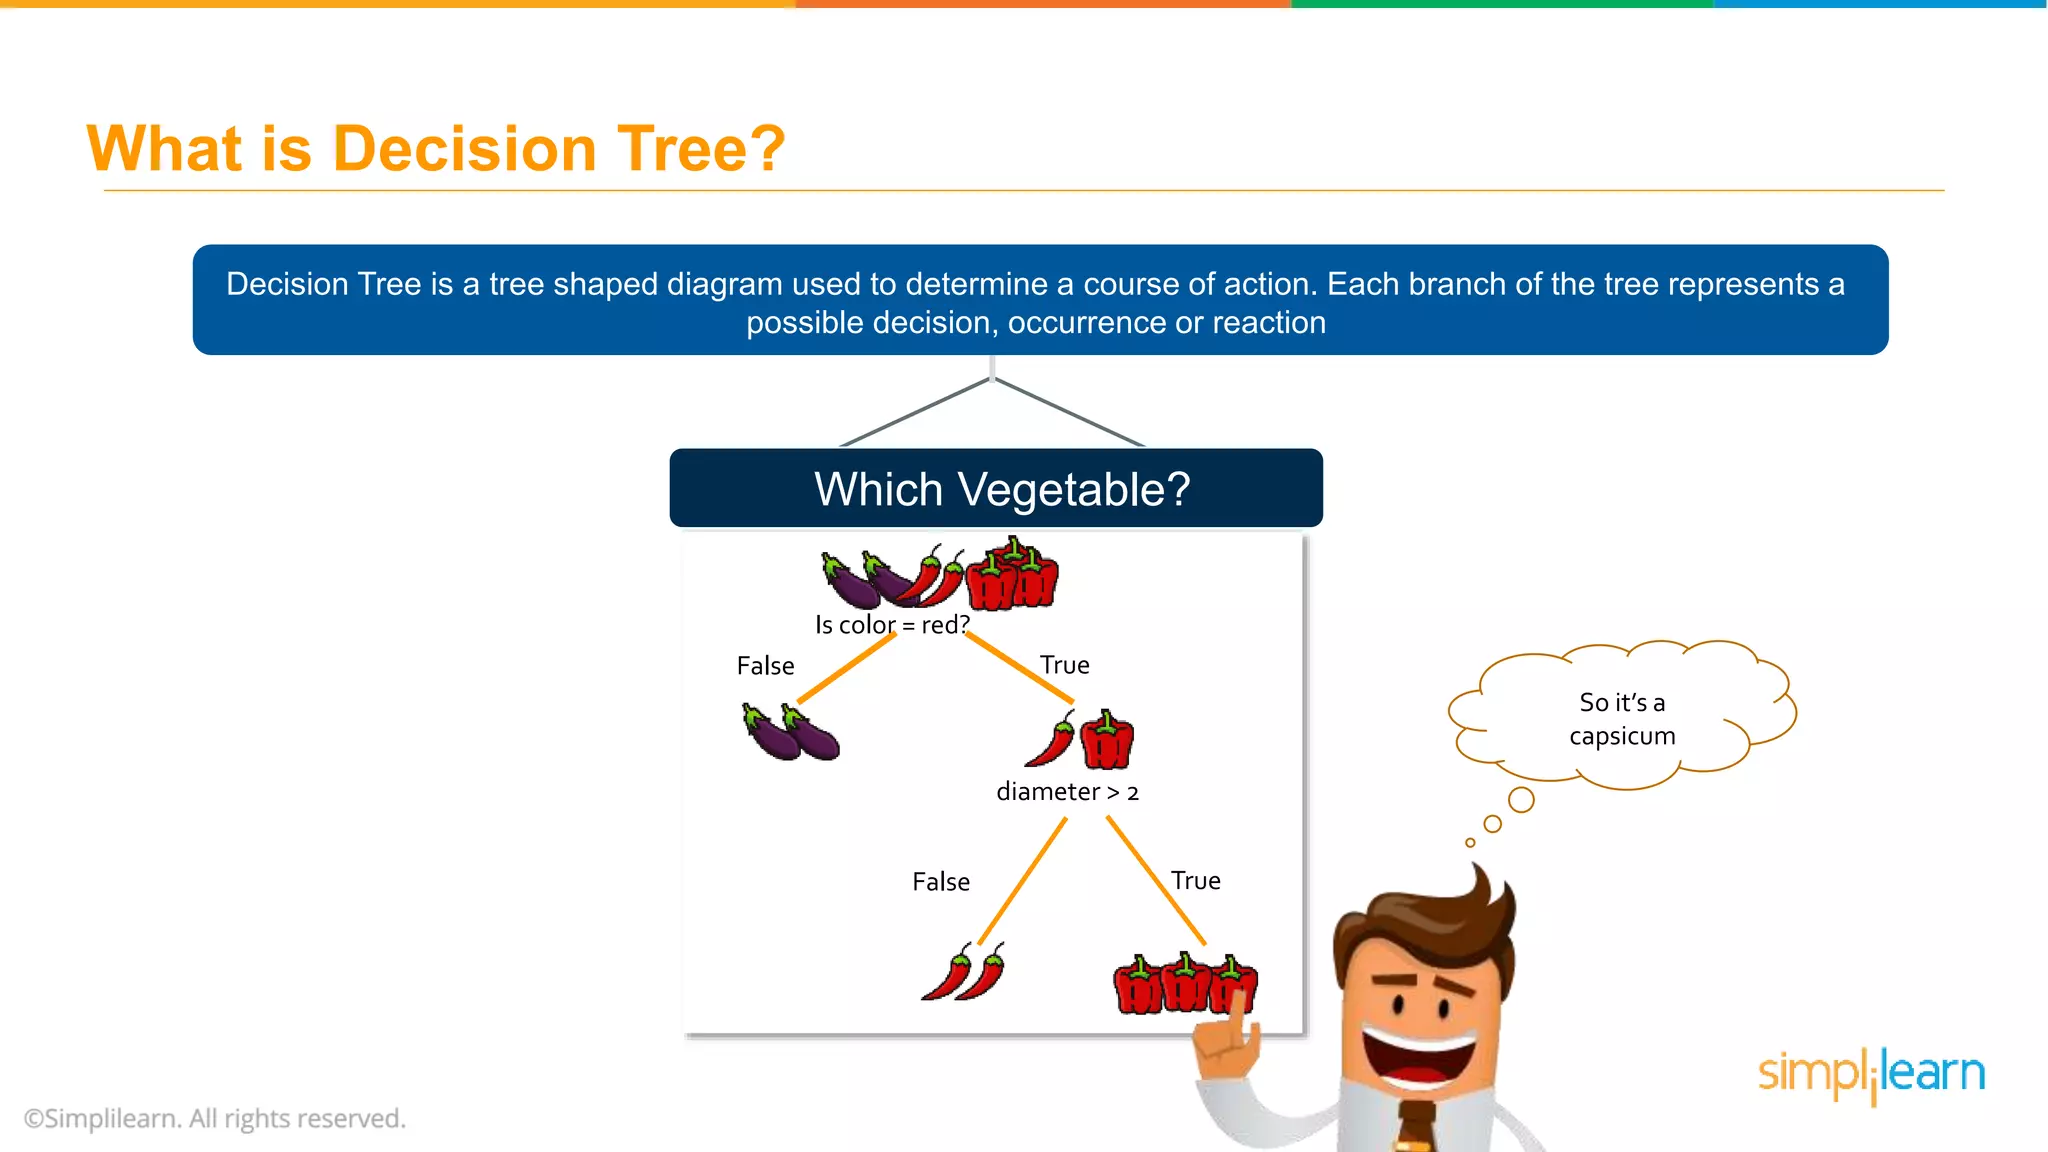 What is Decision Tree?
Decision Tree is a tree shaped diagram used to determine a course of action. Each branch of the tree represents a
possible decision, occurrence or reaction
Which Vegetable?
Is color = red?
False
True
diameter > 2
False
True
So it’s a
capsicum
simplilearn
©Simplilearn. All rights reserved.